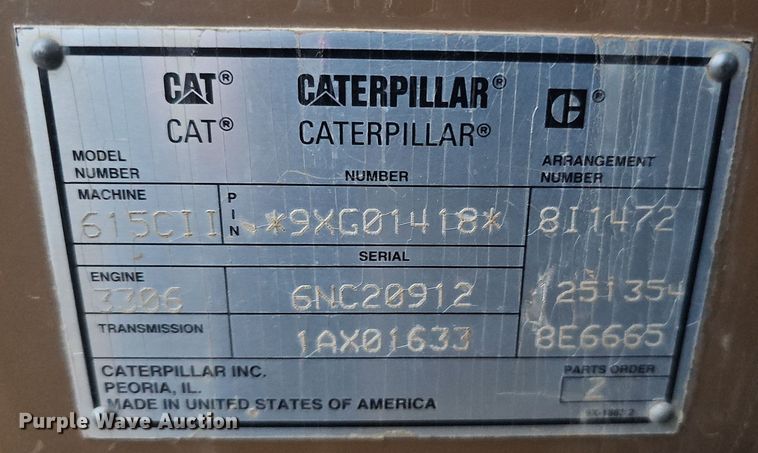 CAT® CATERPILLAR® ®
CAT® CATERPILLAR®
MODEL NUMBER NUMBER ARRANGEMENT NUMBER
MACHINE 615CII PIN *9XG01418* 8I1472
SERIAL
ENGINE 3306 6NC20912 1251354
TRANSMISSION 1AX01633 8E6665
CATERPILLAR INC. PARTS ORDER
PEORIA, IL. 2
MADE IN UNITED STATES OF AMERICA
Purple Wave Auction